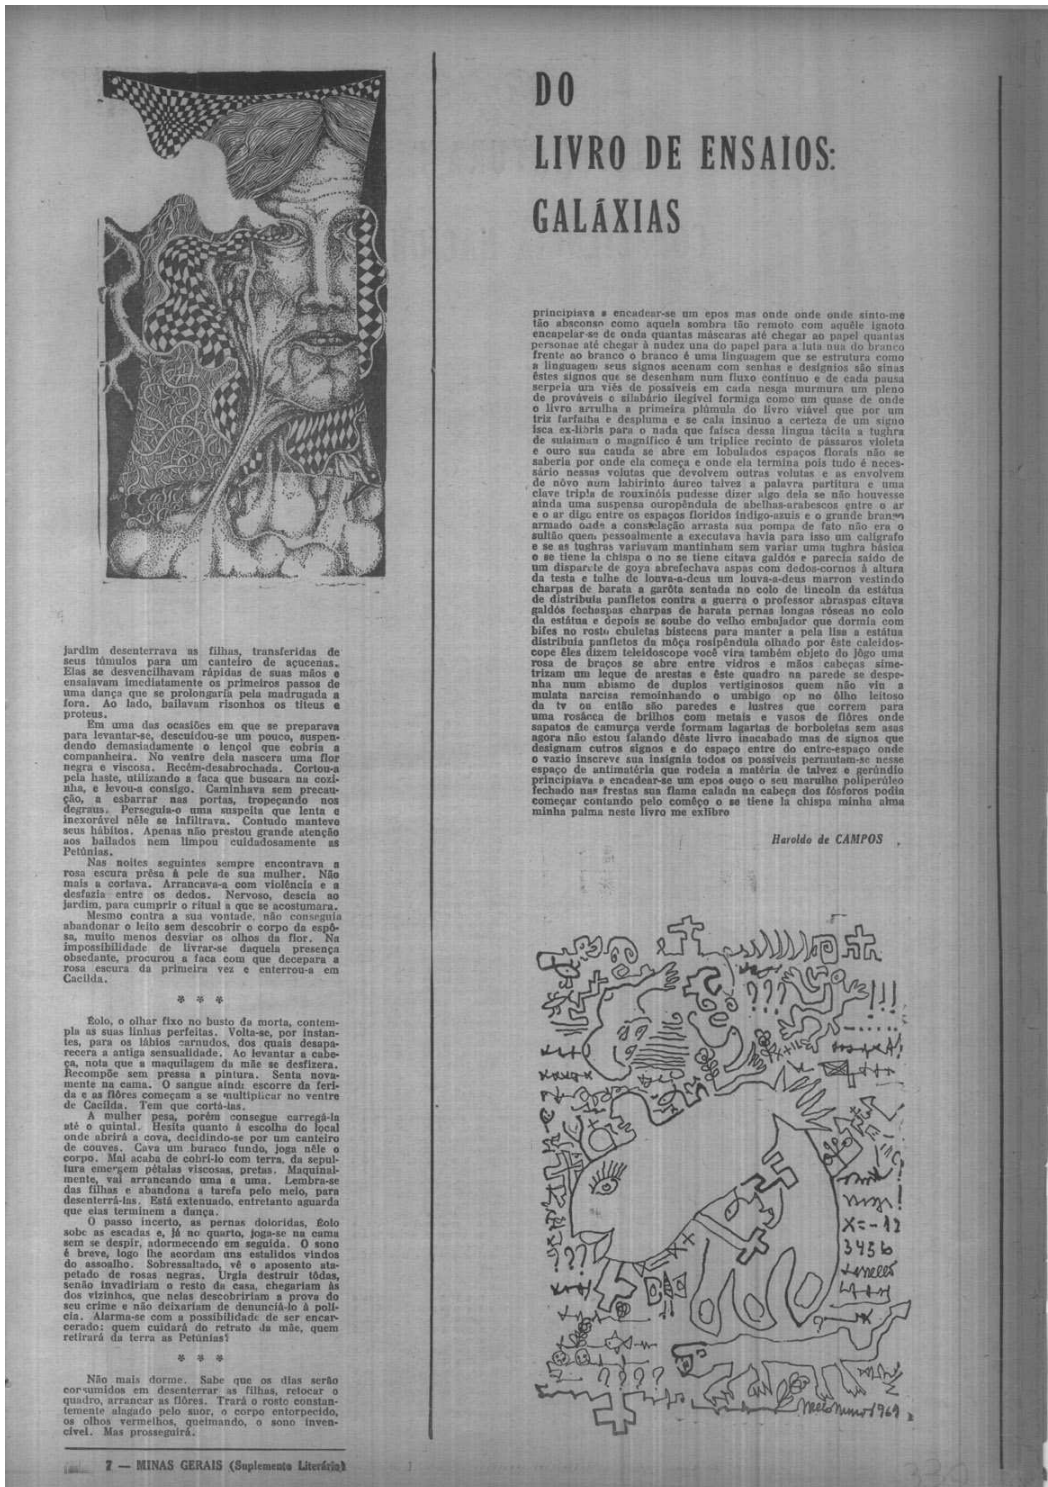 jardim desenterrava as filhas, transferidas de
seus túmulos para um canteiro de açucenas.
Elas se desvencilhavam rápidas de suas mãos e
ensaiavam imediatamente os primeiros passos de
uma dança que se prolongaria pela madrugada a
fora. Ao lado, bailavam risonhos os titeus e
proteus.
Em uma das ocasiões em que se preparava
para levantar-se, descuidou-se um pouco, suspen-
dendo demasiadamente o lençol que cobria a
companheira. No ventre dela nascera uma flor
negra e viscosa. Recém-desabrochada. Cortou-a
pela haste, utilizando a faca que buscara na cozi-
nha, e levou-a consigo. Caminhava sem precau-
ção, a esbarrar nas portas, tropeçando nos
degraus. Perseguia-o uma suspeita que lenta e
inexorável nêle se infiltrava. Contudo manteve
seus hábitos. Apenas não prestou grande atenção
aos bailados nem limpou cuidadosamente as
Petúnias.
Nas noites seguintes sempre encontrava a
rosa escura prêsa à pele de sua mulher. Não
mais a cortava. Arrancava-a com violência e a
desfazia entre os dedos. Nervoso, descia ao
jardim, para cumprir o ritual a que se acostumara.
Mesmo contra a sua vontade, não conseguia
abandonar o leito sem descobrir o corpo da espô-
sa, muito menos desviar os olhos da flor. Na
impossibilidade de livrar-se daquela presença
obsedante, procurou a faca com que decepara a
rosa escura da primeira vez e enterrou-a em
Cacilda.
* * *
Éolo, o olhar fixo no busto da morta, contem-
pla as suas linhas perfeitas. Volta-se, por instan-
tes, para os lábios carnudos, dos quais desapa-
recera a antiga sensualidade. Ao levantar a cabe-
ça, nota que a maquilagem da mãe se desfizera.
Recompõe sem pressa a pintura. Senta nova-
mente na cama. O sangue ainda escorre da feri-
da e as flôres começam a se multiplicar no ventre
de Cacilda. Tem que cortá-las.
A mulher pesa, porém consegue carregá-la
até o quintal. Hesita quanto à escolha do local
onde abrirá a cova, decidindo-se por um canteiro
de couves. Cava um buraco fundo, joga nêle o
corpo. Mal acaba de cobri-lo com terra, da sepul-
tura emergem pétalas viscosas, pretas. Maquinal-
mente, vai arrancando uma a uma. Lembra-se
das filhas e abandona a tarefa pelo meio, para
desenterrá-las. Está extenuado, entretanto aguarda
que elas terminem a dança.
O passo incerto, as pernas doloridas, Éolo
sobe as escadas e, já no quarto, joga-se na cama
sem se despir, adormecendo em seguida. O sono
é breve, logo lhe acordam uns estalidos vindos
do assoalho. Sobressaltado, vê o aposento ata-
petado de rosas negras. Urgia destruir tôdas,
senão invadiriam o resto da casa, chegariam às
dos vizinhos, que nelas descobririam a prova do
seu crime e não deixariam de denunciá-lo à polí-
cia. Alarma-se com a possibilidade de ser encar-
cerado: quem cuidará do retrato da mãe, quem
retirará da terra as Petúnias?
* * *
Não mais dorme. Sabe que os dias serão
consumidos em desenterrar as filhas, retocar o
quadro, arrancar as flôres. Trará o rosto constan-
temente alagado pelo suor, o corpo entorpecido,
os olhos vermelhos, queimando, o sono inven-
cível. Mas prosseguirá.
7 — MINAS GERAIS (Suplemento Literário)
DO
LIVRO DE ENSAIOS:
GALÁXIAS
principiava a encadear-se um epos mas onde onde onde sinto-me
tão absconso como aquela sombra tão remoto com aquêle ignoto
encapelar-se de onda quantas máscaras até chegar ao papel quantas
personae até chegar à nudez una do papel para a luta nua do branco
frente ao branco o branco é uma linguagem que se estrutura como
a linguagem seus signos acenam com senhas e desígnios são sinas
êstes signos que se desenham num fluxo contínuo e de cada pausa
serpeia um viés de possíveis em cada nesga murmura um pleno
de prováveis o silabário ilegível formiga como um quase de onde
o livro arrulha a primeira plúmula do livro viável que por um
triz farfalha e despluma e se cala insinuo a certeza de um signo
isca ex-libris para o nada que faísca dessa língua tácita a tughra
de sulaiman o magnífico é um tríplice recinto de pássaros violeta
e ouro sua cauda se abre em lobulados espaços florais não se
saberia por onde ela começa e onde ela termina pois tudo é neces-
sário nessas volutas que devolvem outras volutas e as envolvem
de nôvo num labirinto áureo talvez a palavra partitura e uma
clave tripla de rouxinóis pudesse dizer algo dela se não houvesse
ainda uma suspensa ouropêndula de abelhas-arabescos entre o ar
e o ar digo entre os espaços floridos índigo-azuis e o grande branco
armado onde a constelação arrasta sua pompa de fato não era o
sultão quem pessoalmente a executava havia para isso um calígrafo
e se as tughras variavam mantinham sem variar uma tughra básica
o se tiene la chispa o no se tiene citava galdós e parecia saído de
um disparate de goya abrefechava aspas com dedos-cornos à altura
da testa e talhe de louva-a-deus um louva-a-deus marron vestindo
charpas de barata a garôta sentada no colo de lincoln da estátua
de distribuía panfletos contra a guerra o professor abraspas citava
galdós fechaspas charpas de barata pernas longas róseas no colo
da estátua e depois se soube do velho embajador que dormia com
bifes no rosto chuletas bistecas para manter a pela lisa a estátua
distribuía panfletos da môça rosipêndula olhado por êste caleidos-
cope êles dizem teleidoscope você vira também objeto do jôgo uma
rosa de braços se abre entre vidros e mãos cabeças sime-
trizam um leque de arestas e êste quadro na parede se despe-
nha num abismo de duplos vertiginosos quem não viu a
mulata narcisa remoinhando o umbigo op no ôlho leitoso
da tv ou então são paredes e lustres que correm para
uma rosácea de brilhos com metais e vasos de flôres onde
sapatos de camurça verde formam lagartas de borboletas sem asas
agora não estou falando dêste livro inacabado mas de signos que
designam outros signos e do espaço entre do entre-espaço onde
o vazio inscreve sua insígnia todos os possíveis permutam-se nesse
espaço de antimatéria que rodeia a matéria de talvez e gerúndio
principiava a encadear-se um epos ouço o seu marulho polipérúleo
fechado nas frestas sua flama calada na cabeça dos fósforos podia
começar contando pelo comêço o se tiene la chispa minha alma
minha palma neste livro me exlibro
Haroldo de CAMPOS
???
!!!
X=-12
3456
????
1969